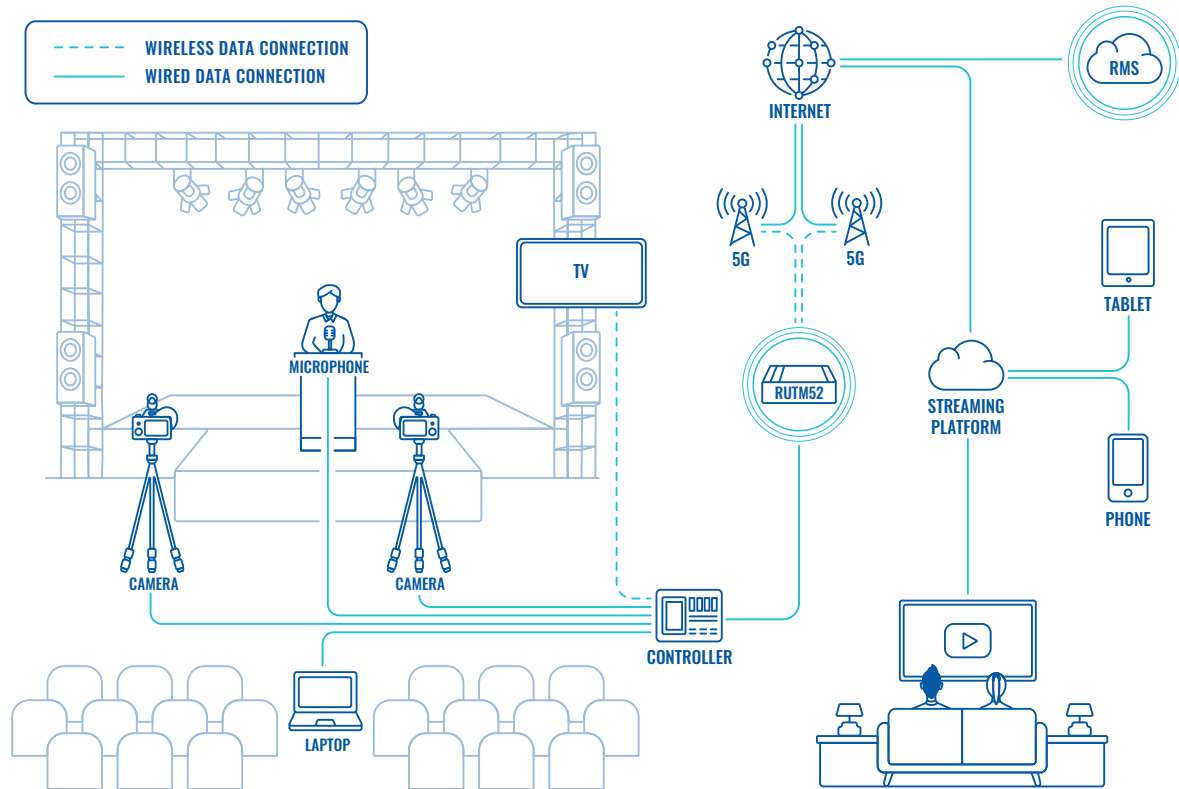 WIRELESS DATA CONNECTION
WIRED DATA CONNECTION
INTERNET
RMS
5G
5G
TV
TABLET
MICROPHONE
RUTM52
STREAMING
PLATFORM
PHONE
CAMERA
CAMERA
CONTROLLER
LAPTOP